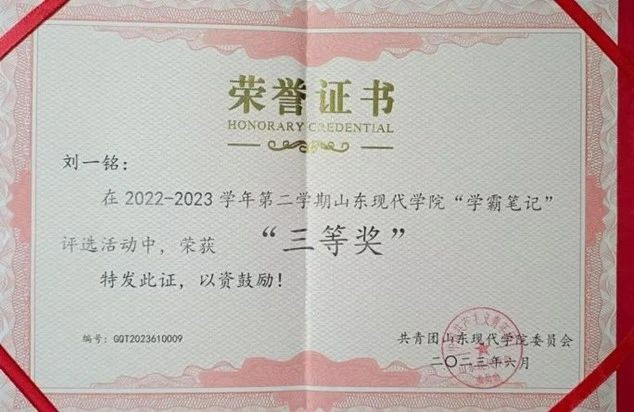 荣誉证书
HONORARY CREDENTIAL
刘一铭：
在2022-2023学年第二学期山东现代学院“学霸笔记”
评选活动中，荣获 “三等奖”
特发此证，以资鼓励！
编号：GQT2023610009
共青团山东现代学院委员会
二〇二三年六月